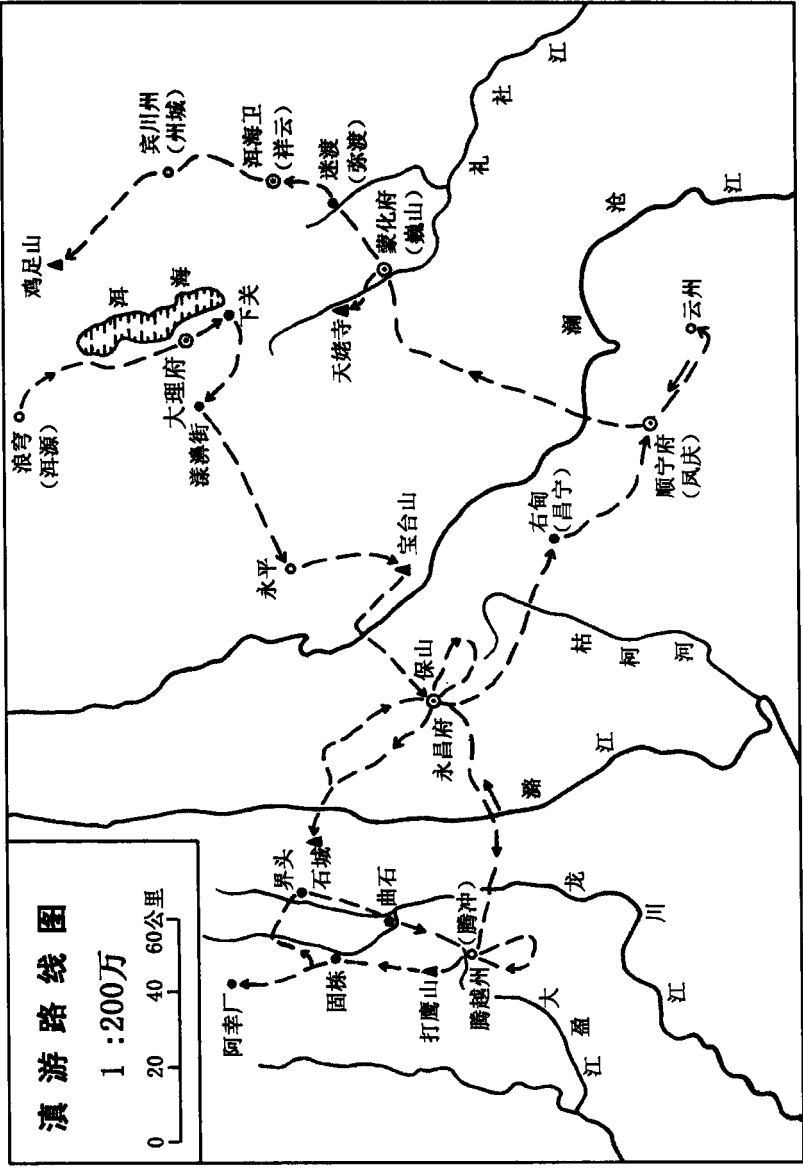 滇游路线图
1:200万
0 20 40 60公里
浪穹
(洱源)
鸡足山
宾川州
(州城)
洱海卫
(祥云)
迷渡
(弥渡)
洱海
大理府
下关
漾濞街
永平
宝台山
天姥寺
蒙化府
(巍山)
礼社江
澜沧江
云州
顺宁府
(凤庆)
右甸
(昌宁)
枯柯河
保山
永昌府
潞江
石城
界头
曲石
固栋
阿幸厂
打鹰山
腾越州
(腾冲)
龙川江
大盈江